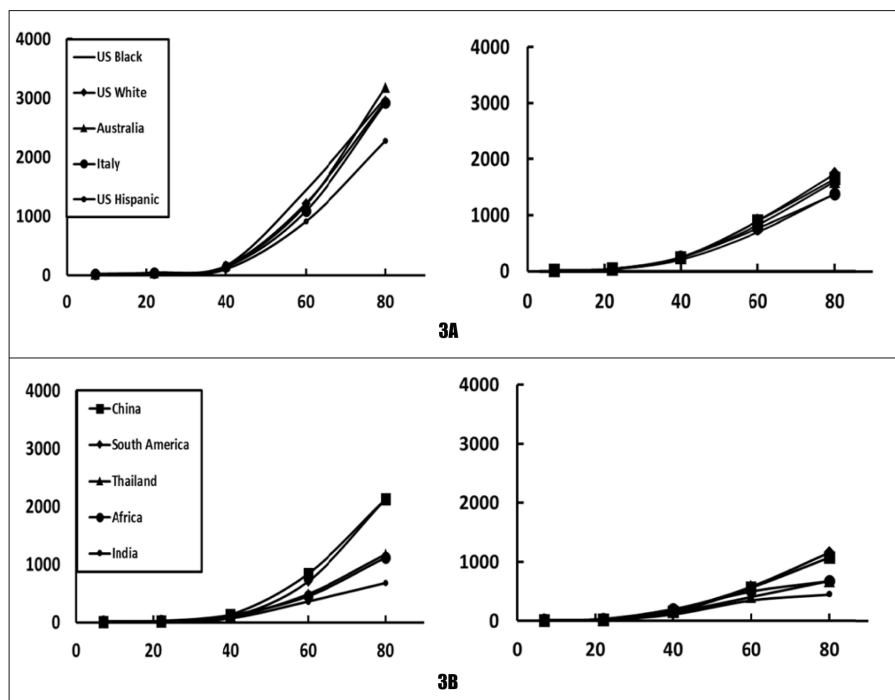 4000
3000
2000
1000
0
US Black
US White
Australia
Italy
US Hispanic
0 20 40 60 80
4000
3000
2000
1000
0
0 20 40 60 80
3A
4000
3000
2000
1000
0
China
South America
Thailand
Africa
India
0 20 40 60 80
4000
3000
2000
1000
0
0 20 40 60 80
3B